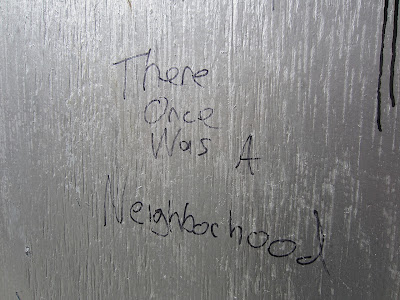 There
Once
Was A
Neighborhood